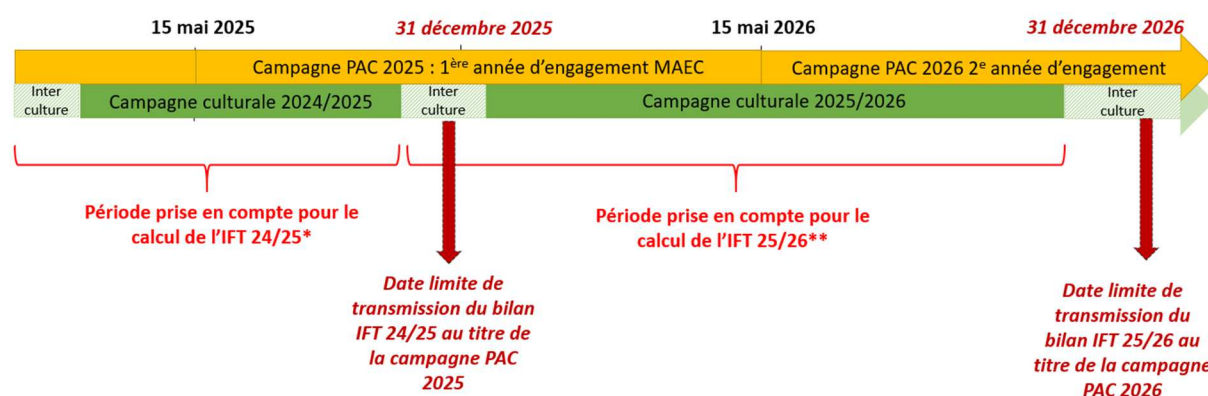 15 mai 2025
31 décembre 2025
15 mai 2026
31 décembre 2026
Campagne PAC 2025 : 1ère année d'engagement MAEC
Campagne PAC 2026 2e année d'engagement
Inter
culture
Campagne culturale 2024/2025
Inter
culture
Campagne culturale 2025/2026
Inter
culture
Période prise en compte pour le
calcul de l'IFT 24/25*
Période prise en compte pour le
calcul de l'IFT 25/26**
Date limite de
transmission du bilan
IFT 24/25 au titre de
la campagne PAC
2025
Date limite de
transmission du
bilan IFT 25/26 au
titre de la campagne
PAC 2026